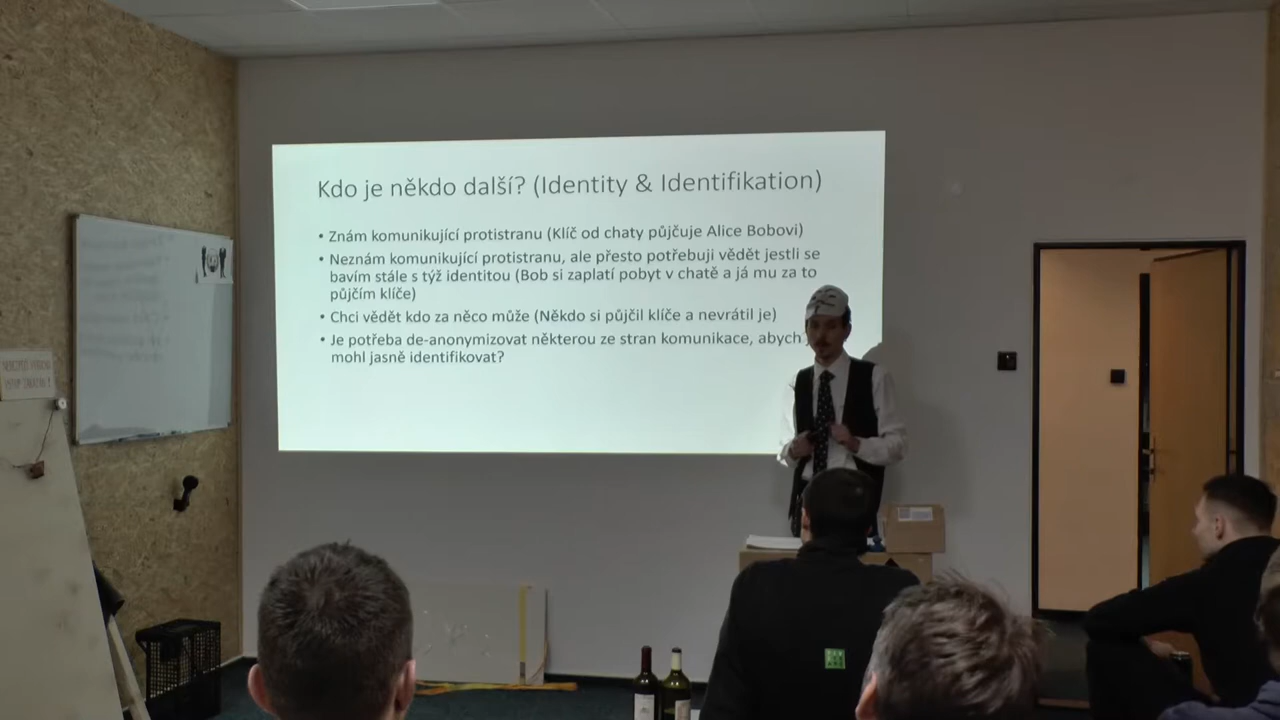 Kdo je někdo další? (Identity & Identifikation)
• Znám komunikující protistranu (Klíč od chaty půjčuje Alice Bobovi)
• Neznám komunikující protistranu, ale přesto potřebuji vědět jestli se
bavím stále s týž identitou (Bob si zaplatí pobyt v chatě a já mu za to
půjčím klíče)
• Chci vědět kdo za něco může (Někdo si půjčil klíče a nevrátil je)
• Je potřeba de-anonymizovat některou ze stran komunikace, abych
mohl jasně identifikovat?